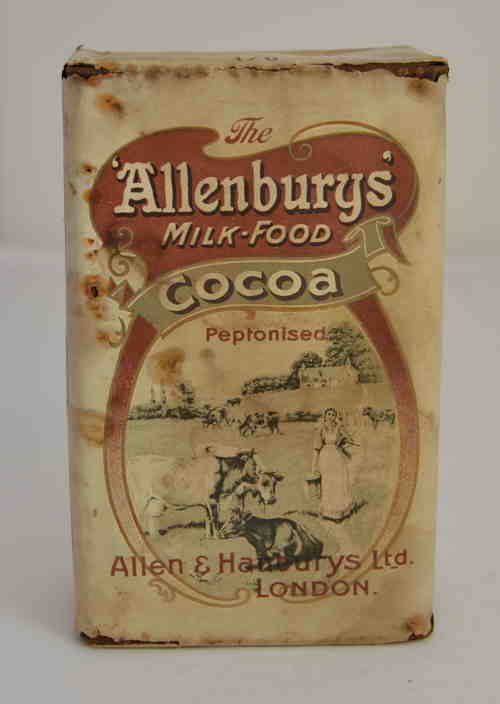 The
'Allenburys'
MILK-FOOD
COCOA
Peptonised
Allen & Hanburys Ltd.
LONDON.